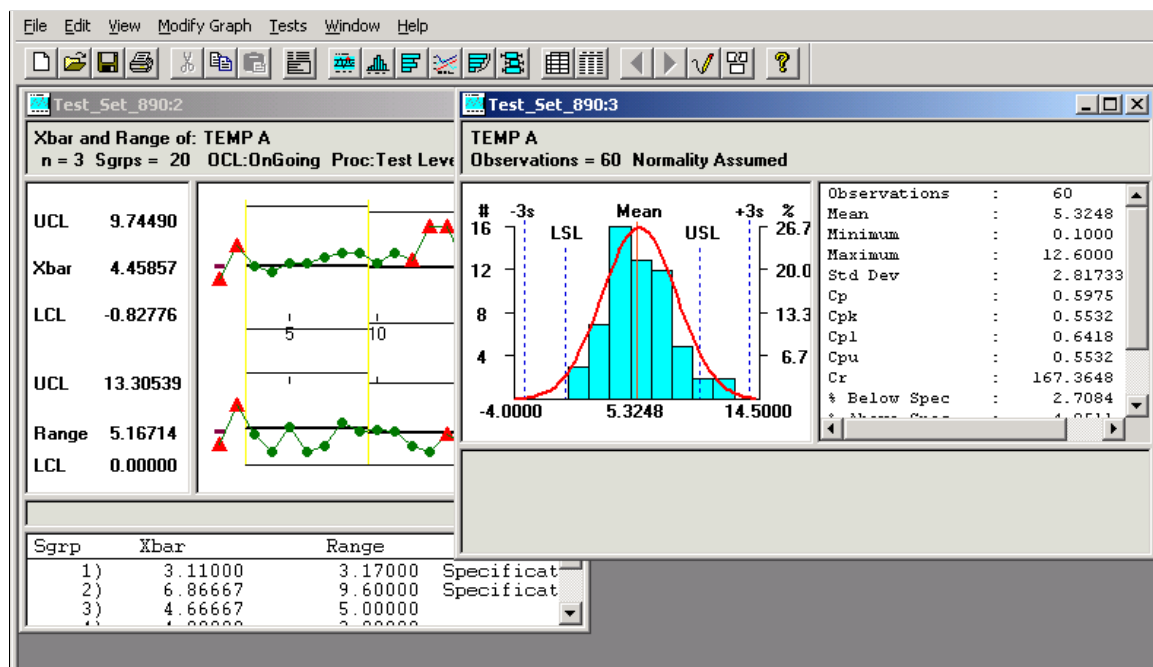 File Edit View Modify Graph Tests Window Help
Test_Set_890:2
Xbar and Range of: TEMP A
n = 3 Sgrps = 20 OCL:OnGoing Proc:Test Leve
UCL 9.74490
Xbar 4.45857
LCL -0.82776
5 10
UCL 13.30539
Range 5.16714
LCL 0.00000
Sgrp Xbar Range
1) 3.11000 3.17000 Specificat
2) 6.86667 9.60000 Specificat
3) 4.66667 5.00000
Test_Set_890:3
TEMP A
Observations = 60 Normality Assumed
# -3s Mean +3s %
16 LSL USL 26.7
12 20.0
8 13.3
4 6.7
-4.0000 5.3248 14.5000
Observations : 60
Mean : 5.3248
Minimum : 0.1000
Maximum : 12.6000
Std Dev : 2.81733
Cp : 0.5975
Cpk : 0.5532
Cpl : 0.6418
Cpu : 0.5532
Cr : 167.3648
% Below Spec : 2.7084